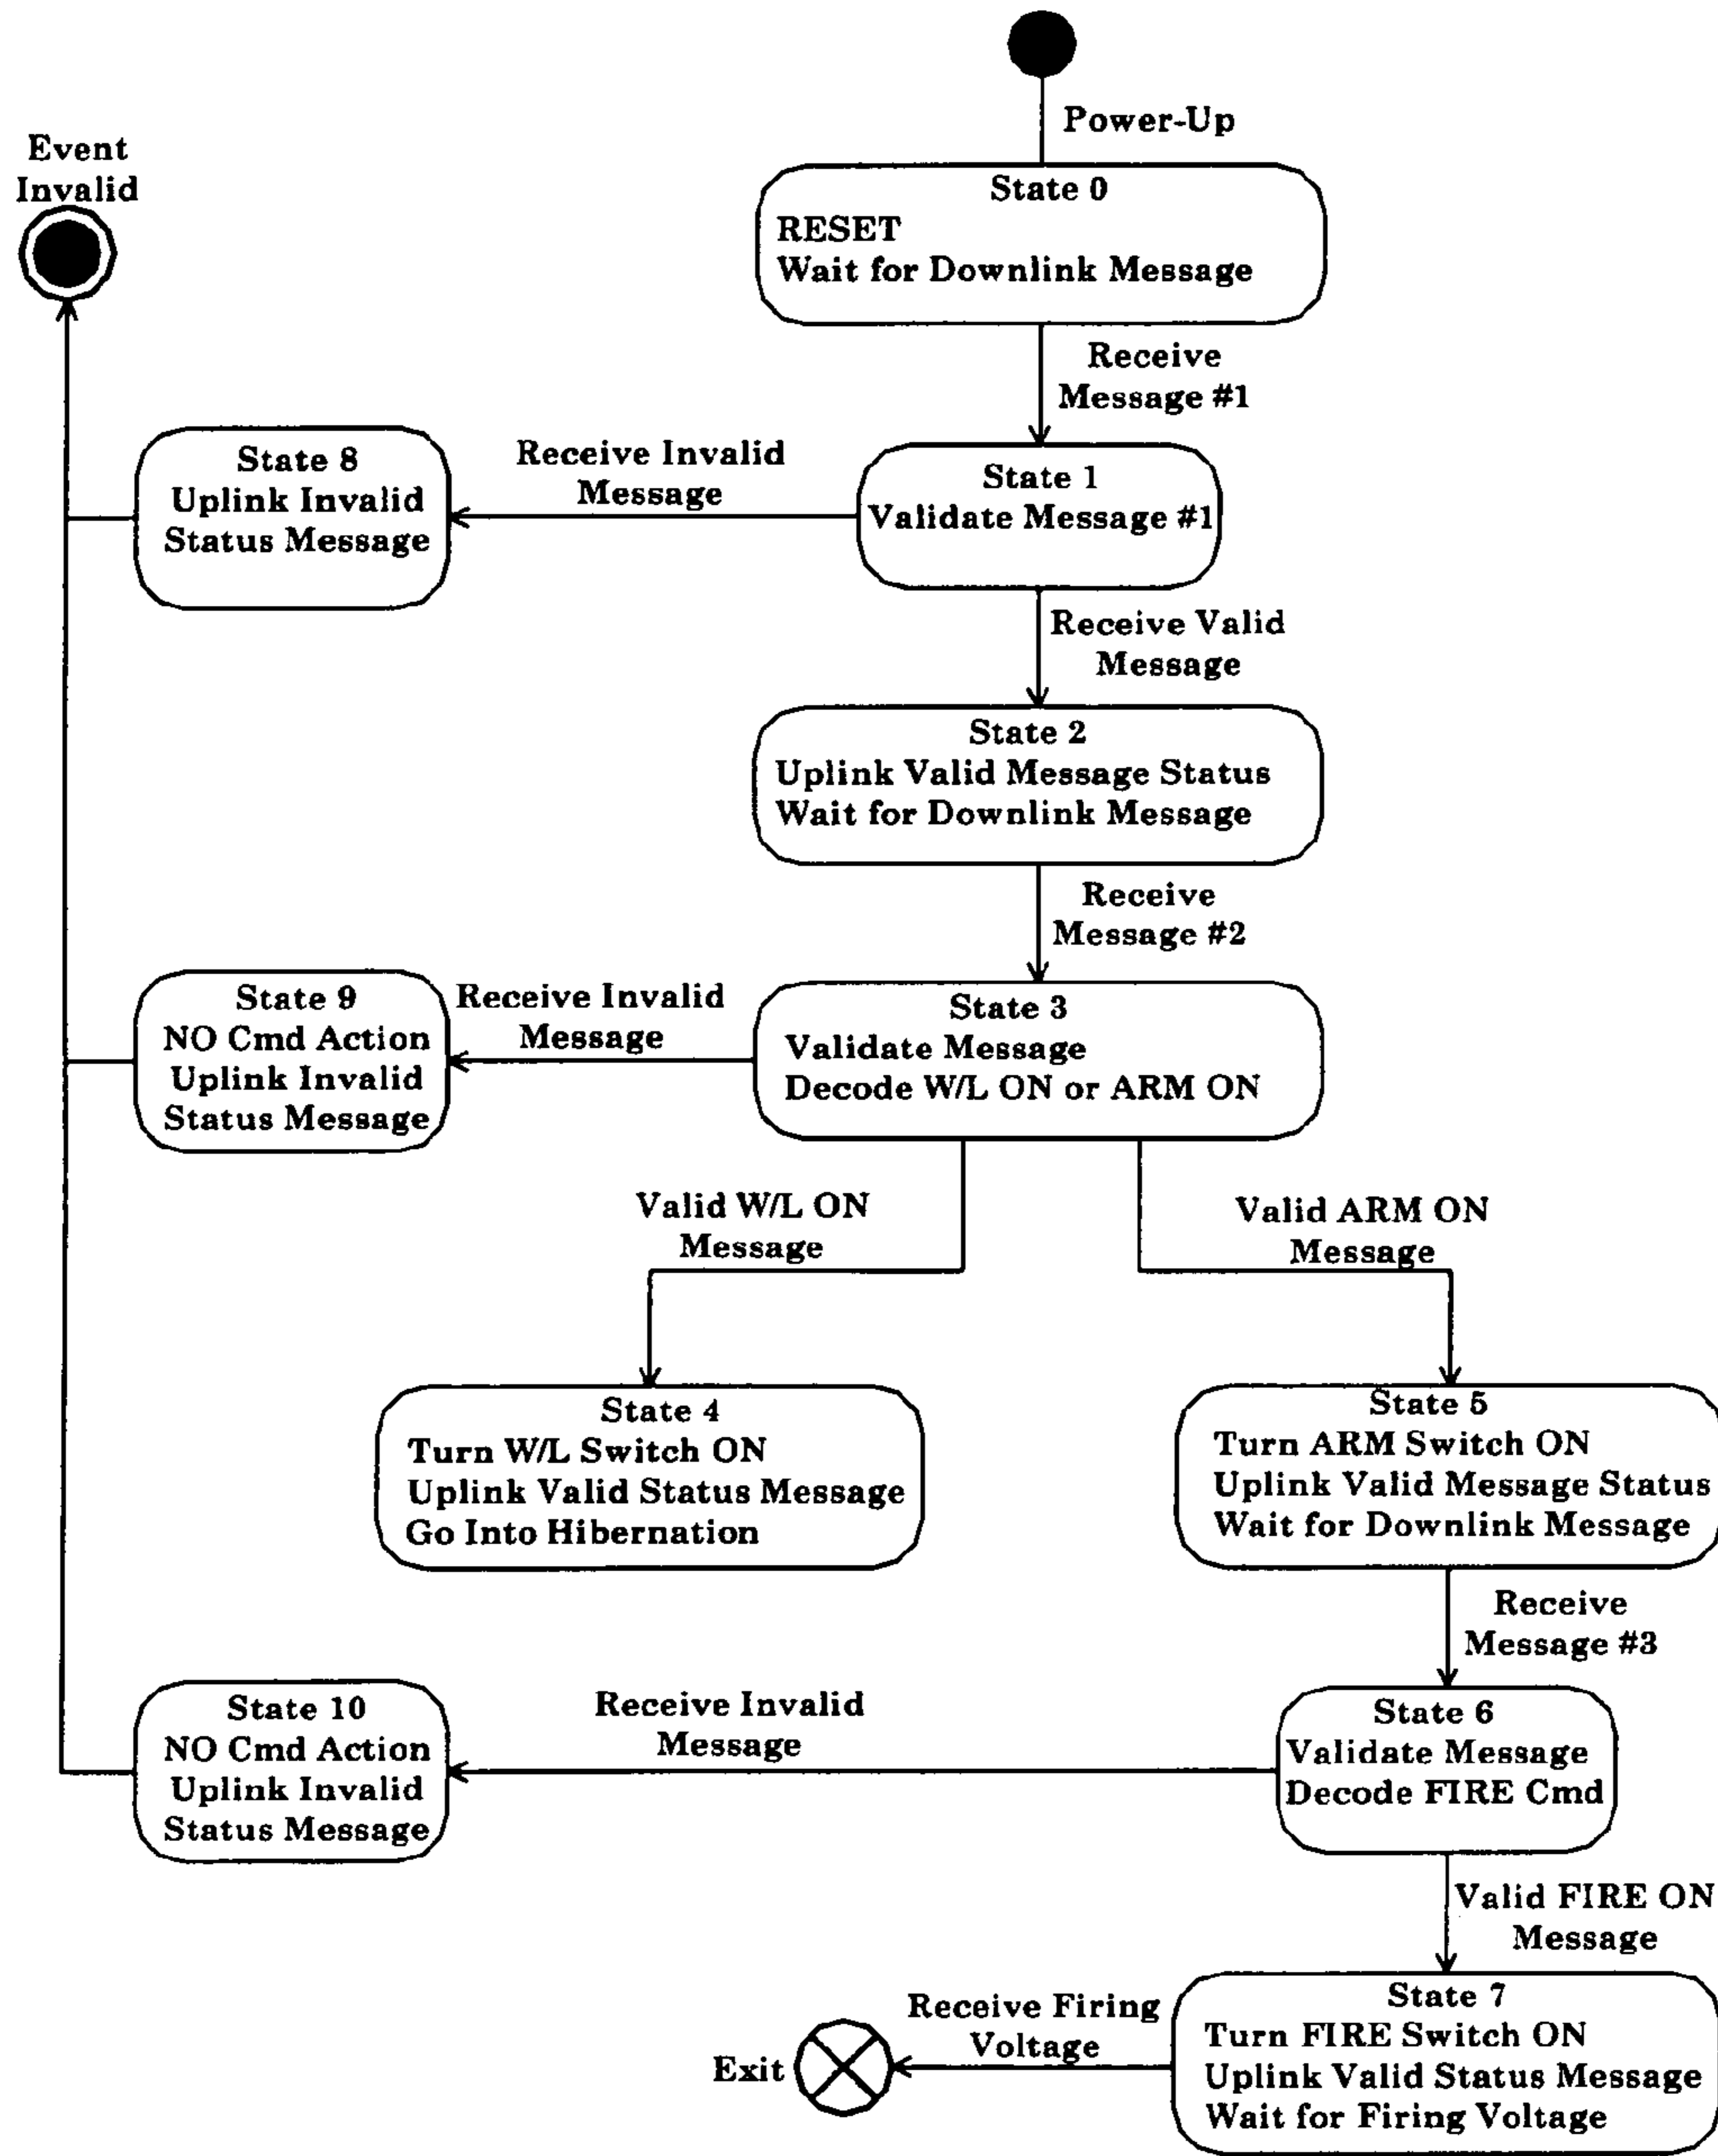 Power-Up
Event
Invalid
State 0
RESET
Wait for Downlink Message
Receive
Message #1
State 8
Uplink Invalid
Status Message
Receive Invalid
Message
State 1
Validate Message #1
Receive Valid
Message
State 2
Uplink Valid Message Status
Wait for Downlink Message
Receive
Message #2
State 9
NO Cmd Action
Uplink Invalid
Status Message
Receive Invalid
Message
State 3
Validate Message
Decode W/L ON or ARM ON
Valid W/L ON
Message
Valid ARM ON
Message
State 4
Turn W/L Switch ON
Uplink Valid Status Message
Go Into Hibernation
State 5
Turn ARM Switch ON
Uplink Valid Message Status
Wait for Downlink Message
Receive
Message #3
State 10
NO Cmd Action
Uplink Invalid
Status Message
Receive Invalid
Message
State 6
Validate Message
Decode FIRE Cmd
Valid FIRE ON
Message
State 7
Turn FIRE Switch ON
Uplink Valid Status Message
Wait for Firing Voltage
Receive Firing
Voltage
Exit